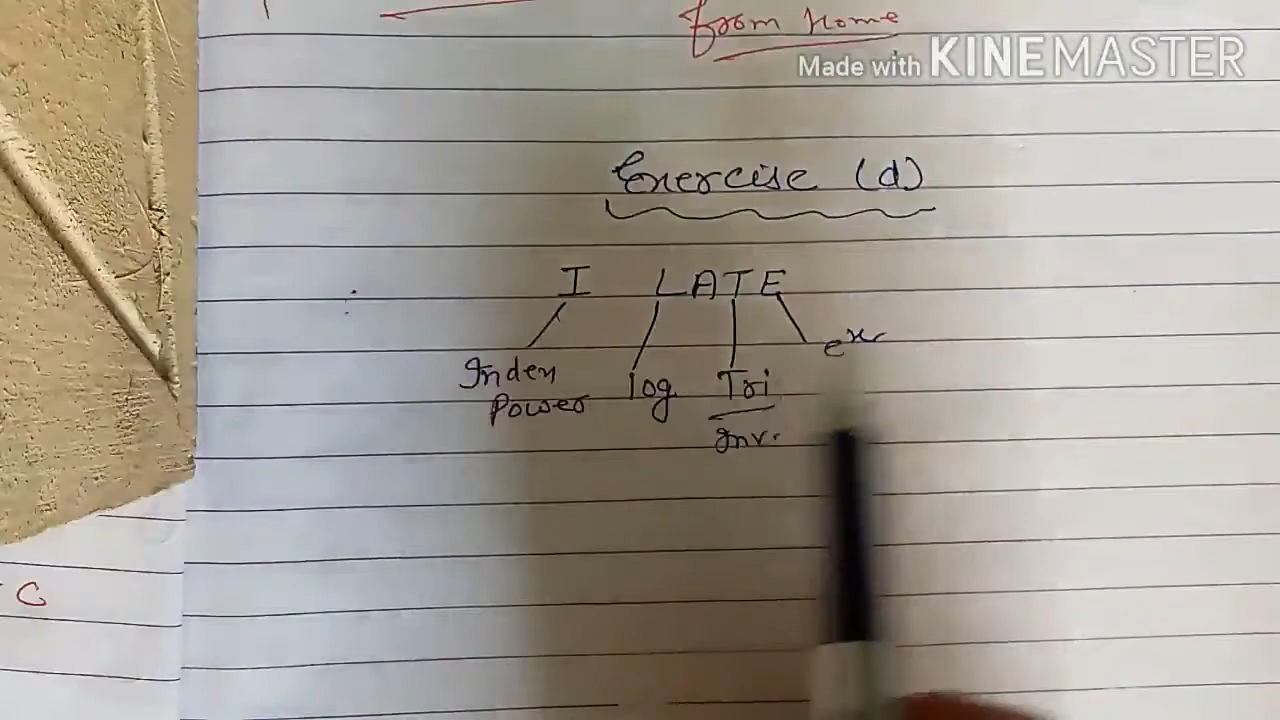 from Home
Made with KINEMASTER
Exercise (d)
I LATE
Index log Tri e^x
Power Inv.
C